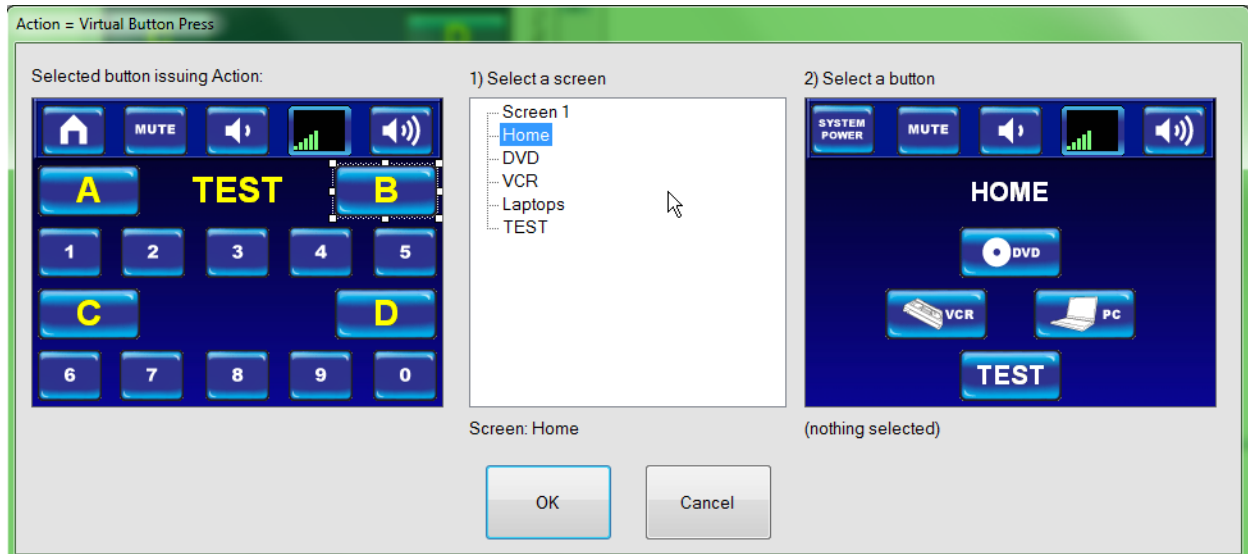 Action = Virtual Button Press
Selected button issuing Action:
MUTE
A TEST B
1 2 3 4 5
C D
6 7 8 9 0
1) Select a screen
Screen 1
Home
DVD
VCR
Laptops
TEST
Screen: Home
2) Select a button
SYSTEM
POWER
MUTE
HOME
DVD
VCR PC
TEST
(nothing selected)
OK Cancel